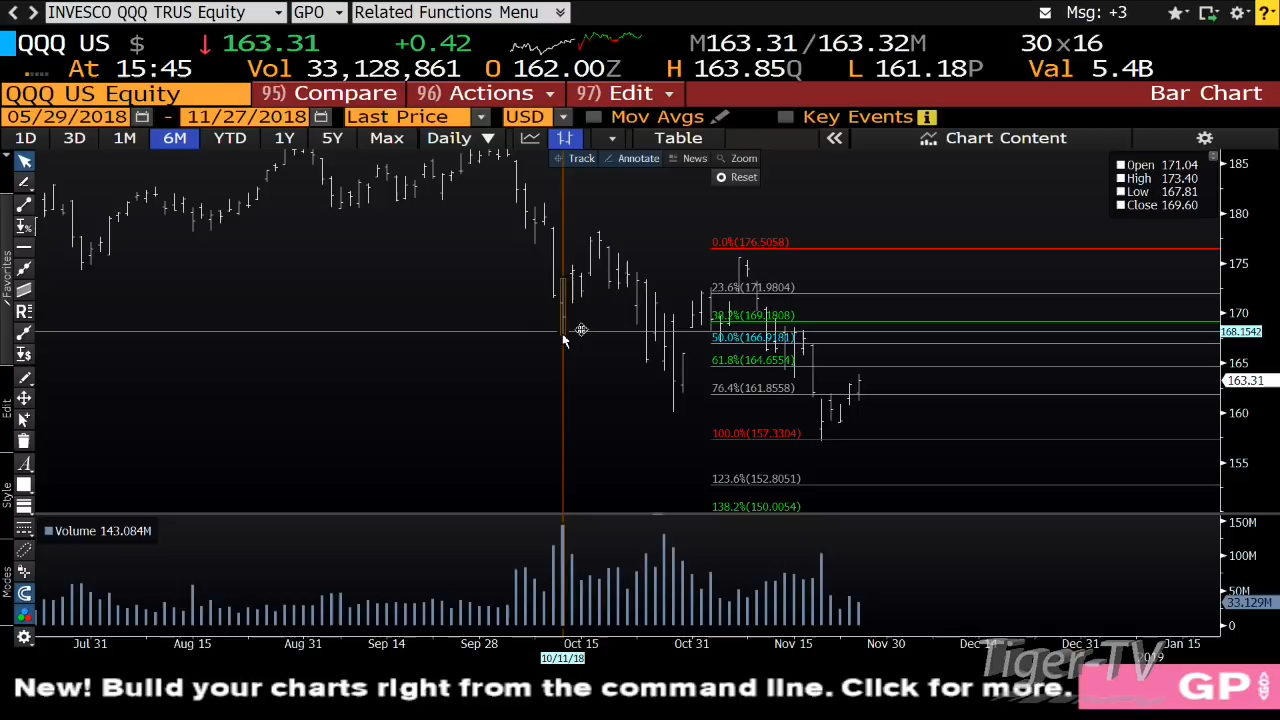 INVESCO QQQ TRUS Equity GPO Related Functions Menu Msg: +3 ?
QQQ US $ 163.31 +0.42 M163.31/163.32M 30x16
At 15:45 Vol 33,128,861 O 162.00Z H 163.85Q L 161.18P Val 5.4B
QQQ US Equity 95) Compare 96) Actions 97) Edit Bar Chart
05/29/2018 - 11/27/2018 Last Price USD Mov Avgs Key Events
1D 3D 1M 6M YTD 1Y 5Y Max Daily Table « Chart Content
Track Annotate News Zoom
Reset
Open 171.04
High 173.40
Low 167.81
Close 169.60
185
180
175
170
168.1542
165
163.31
160
155
0.0%(176.5058)
23.6%(171.9804)
38.2%(169.1808)
50.0%(166.9181)
61.8%(164.6554)
76.4%(161.8558)
100.0%(157.3304)
123.6%(152.8051)
138.2%(150.0054)
Favorites
Edit
Style
Modes
Volume 143.084M
150M
100M
50M
33.129M
0
Jul 31 Aug 15 Aug 31 Sep 14 Sep 28 Oct 15 Oct 31 Nov 15 Nov 30 Dec 14 Dec 31 Jan 15
10/11/18 2019
Tiger-TV
New! Build your charts right from the command line. Click for more. GP